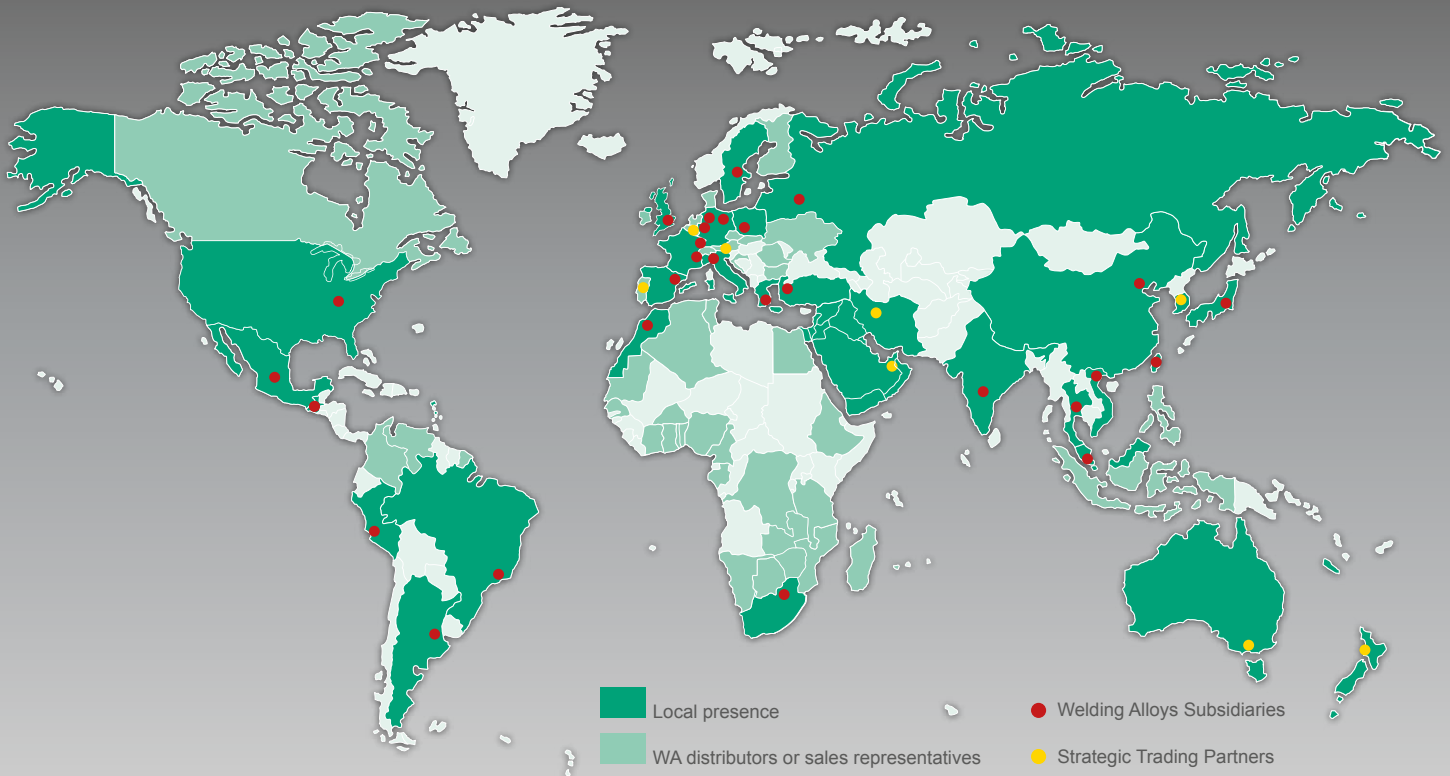 Local presence
WA distributors or sales representatives
Welding Alloys Subsidiaries
Strategic Trading Partners